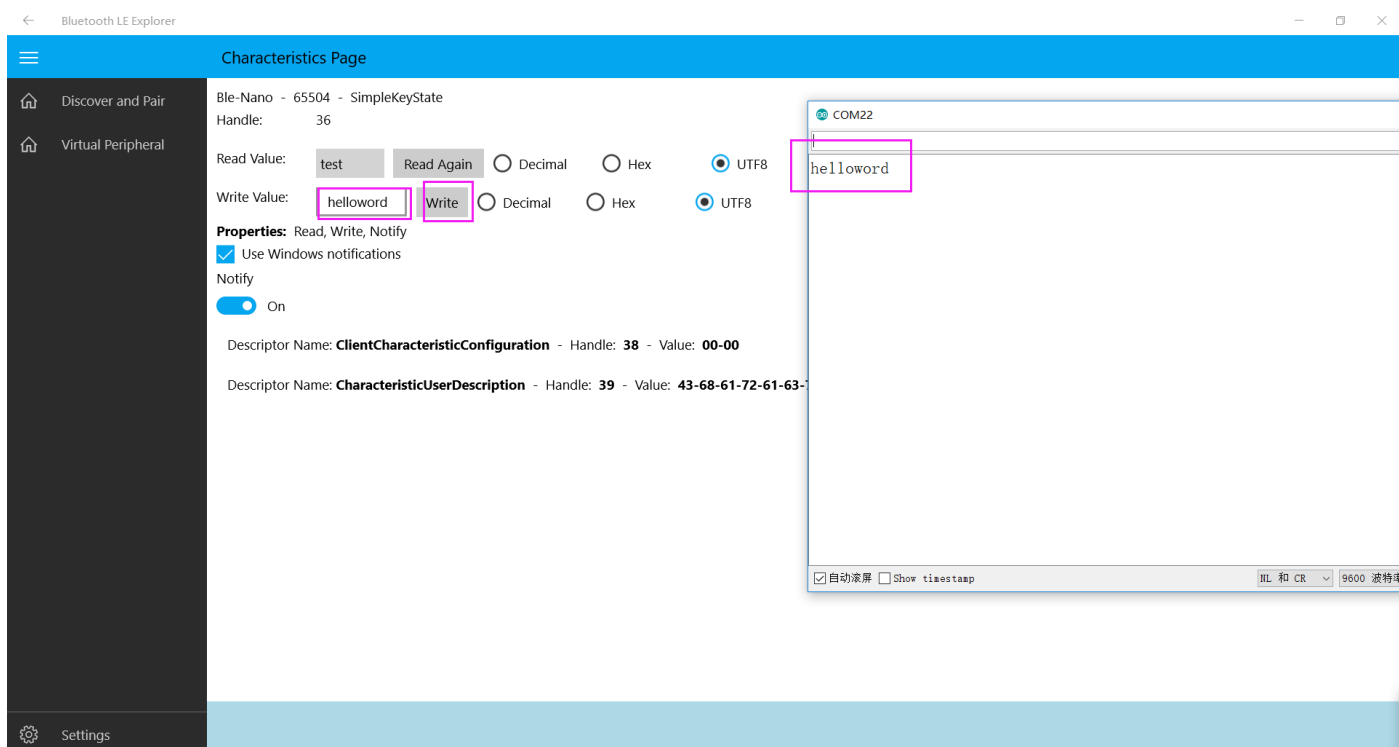 Bluetooth LE Explorer
Characteristics Page
Discover and Pair
Virtual Peripheral
Settings
Ble-Nano - 65504 - SimpleKeyState
Handle: 36
Read Value: test Read Again Decimal Hex UTF8
Write Value: helloword Write Decimal Hex UTF8
Properties: Read, Write, Notify
Use Windows notifications
Notify
On
Descriptor Name: ClientCharacteristicConfiguration - Handle: 38 - Value: 00-00
Descriptor Name: CharacteristicUserDescription - Handle: 39 - Value: 43-68-61-72-61-63-
COM22
helloword
自动滚屏 Show timestamp NL 和 CR 9600 波特率